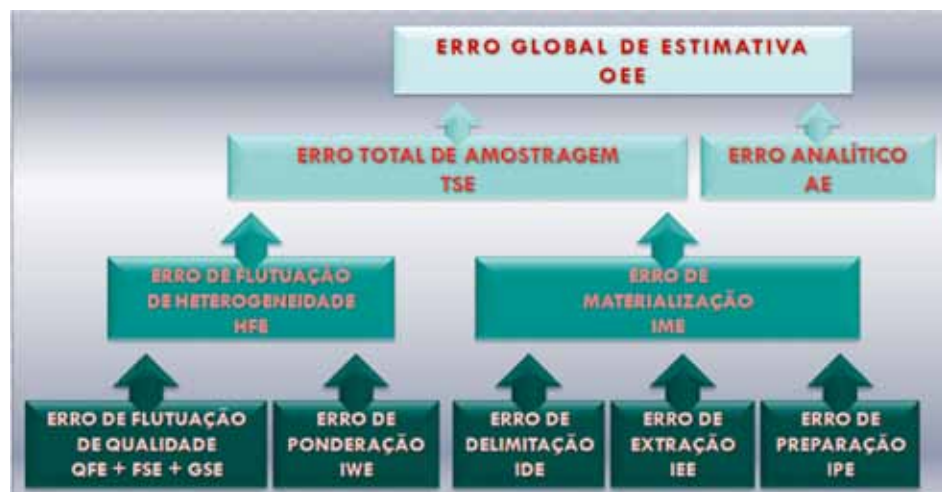 ERRO GLOBAL DE ESTIMATIVA
OEE
ERRO TOTAL DE AMOSTRAGEM
TSE
ERRO ANALÍTICO
AE
ERRO DE FLUTUAÇÃO
DE HETEROGENEIDADE
HFE
ERRO DE
MATERIALIZAÇÃO
IME
ERRO DE FLUTUAÇÃO
DE QUALIDADE
QFE + FSE + GSE
ERRO DE
PONDERAÇÃO
IWE
ERRO DE
DELIMITAÇÃO
IDE
ERRO DE
EXTRAÇÃO
IEE
ERRO DE
PREPARAÇÃO
IPE